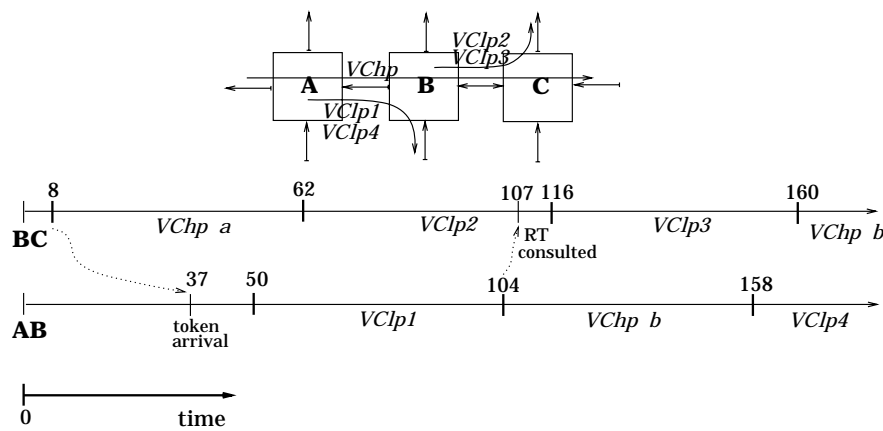 VClp2
VChp VClp3
A B C
VClp1
VClp4
8 62 107 116 160
VChp a VClp2 RT VClp3 VChp b
BC consulted
37 50 104 158
AB token VClp1 VChp b VClp4
arrival
0 time